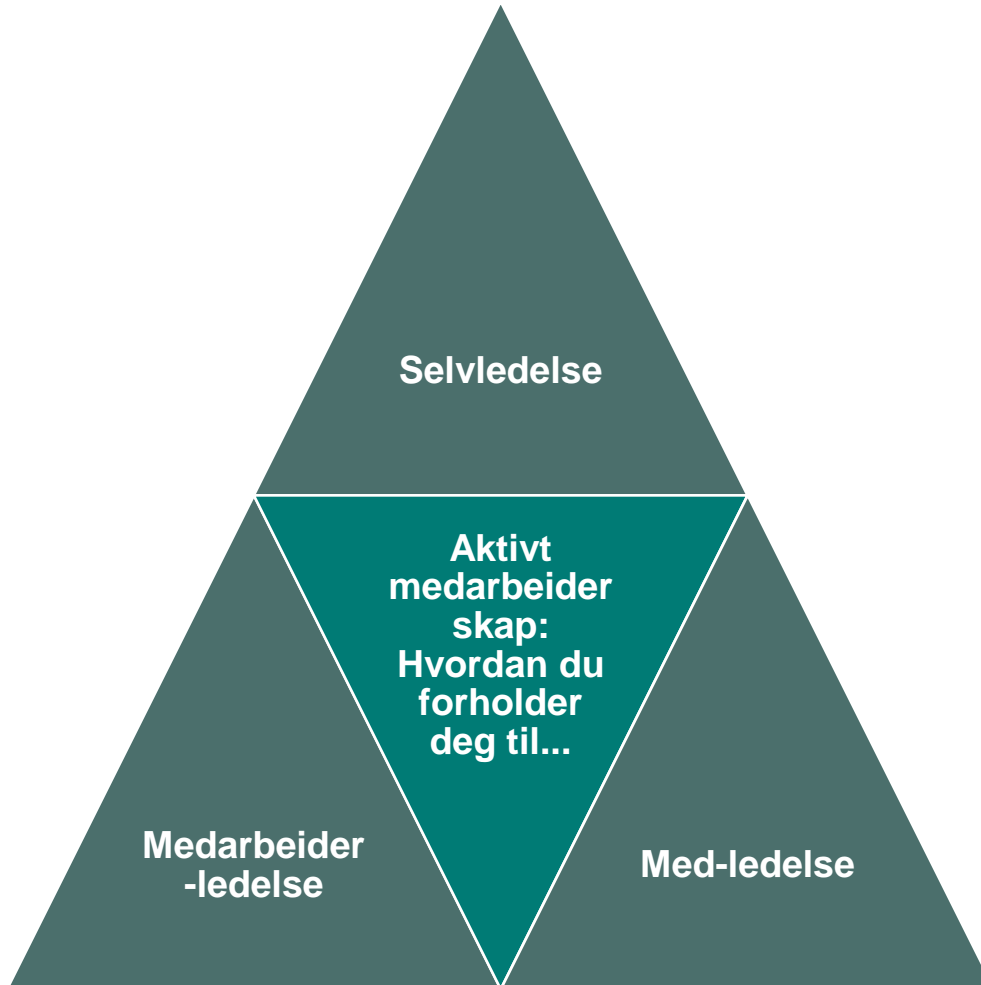 Selvledelse
Aktivt
medarbeider
skap:
Hvordan du
forholder
deg til...
Medarbeider
-ledelse
Med-ledelse